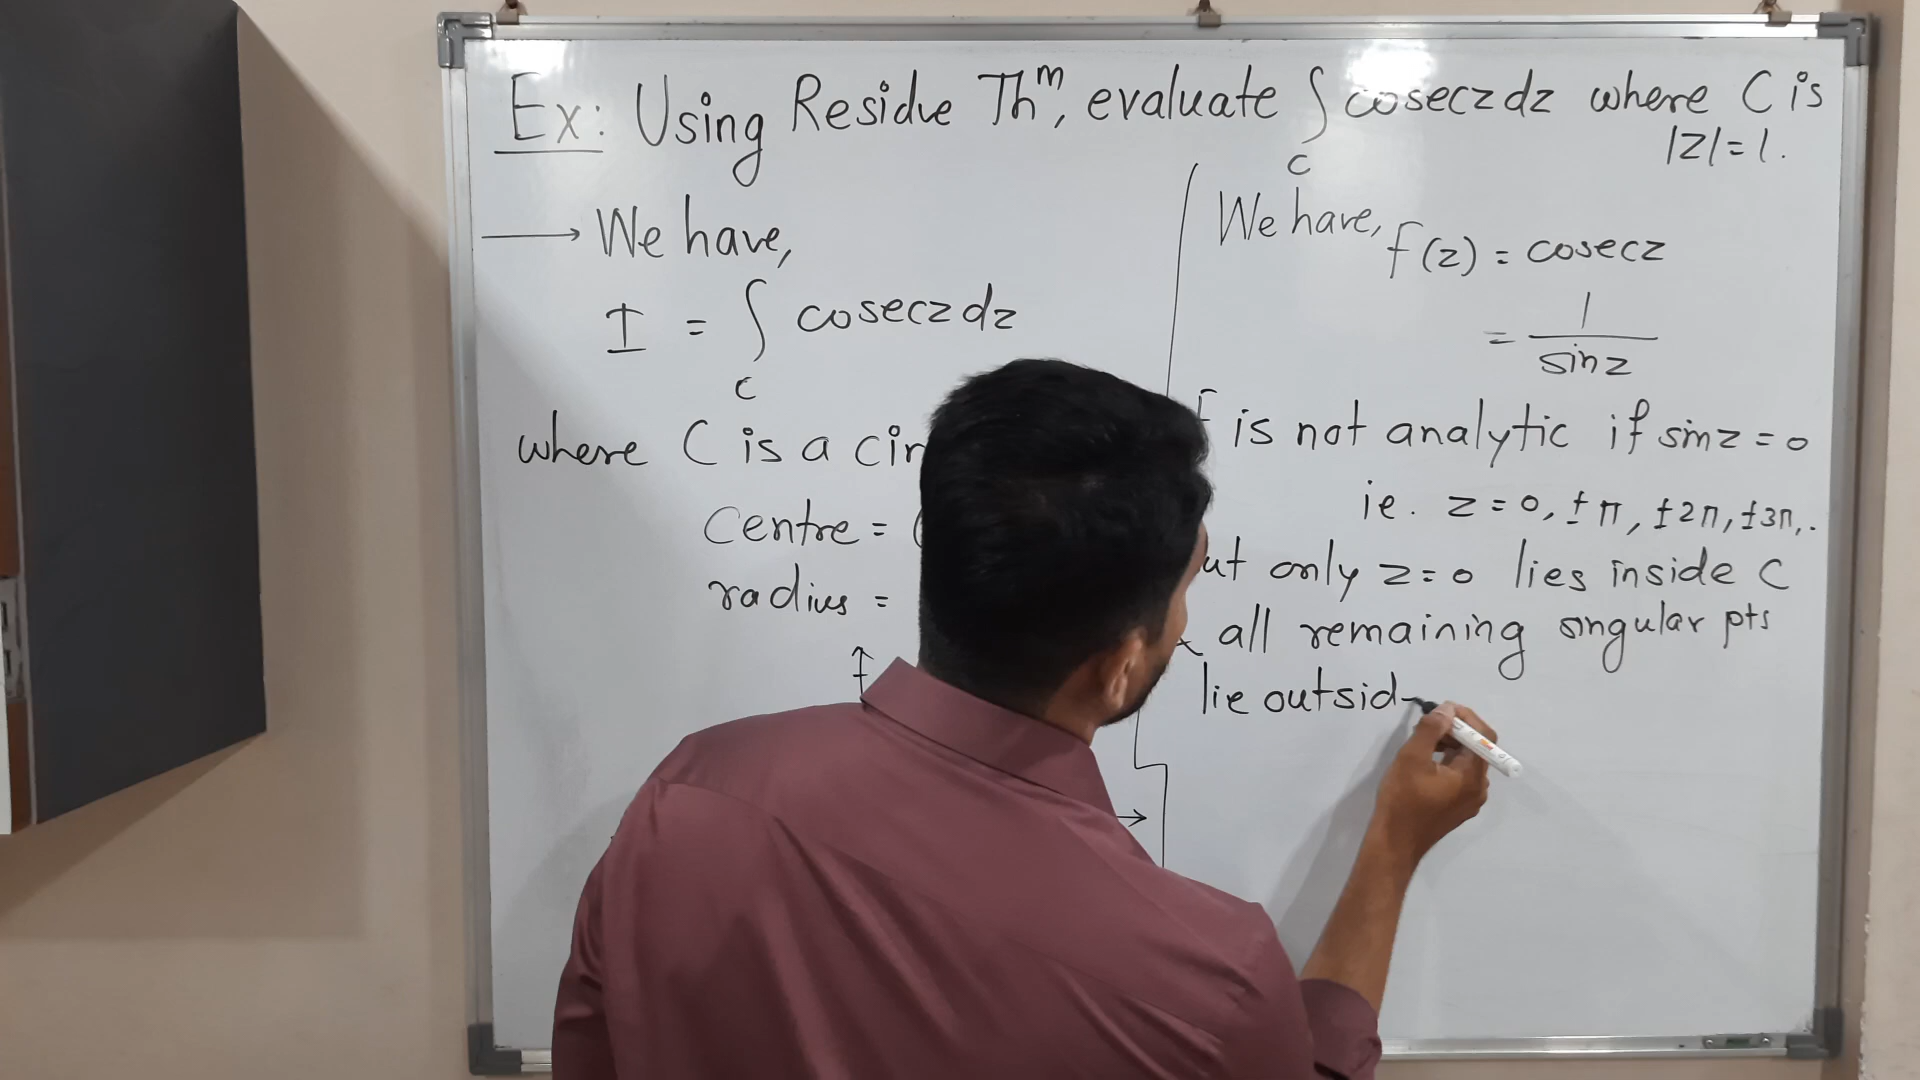 Ex: Using Residue Thm, evaluate ∫ cosecz dz where C is
C
|z|=1.
→ We have,
I = ∫ cosecz dz
C
where C is a
Centre =
radius =
We have,
f(z) = cosecz
= 1/sinz
is not analytic if sinz = 0
ie. z = 0, ±π, ±2π, ±3π,..
only z=0 lies inside C
all remaining singular pts
lie outsid